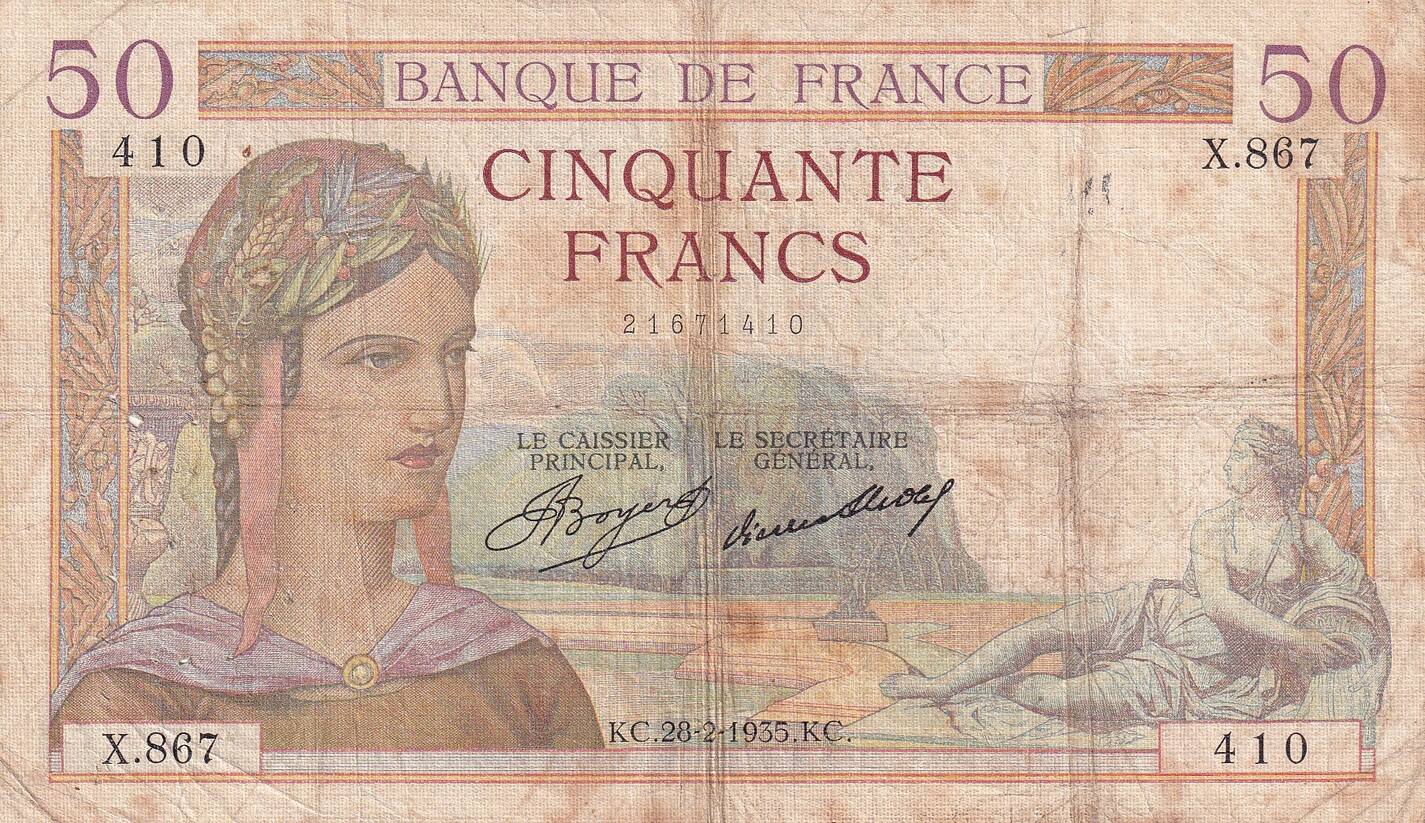 50 BANQUE DE FRANCE 50
410 X.867
CINQUANTE
FRANCS
21671410
LE CAISSIER
PRINCIPAL,
LE SECRÉTAIRE
GÉNÉRAL,
KC.28-2-1935.KC.
X.867 410